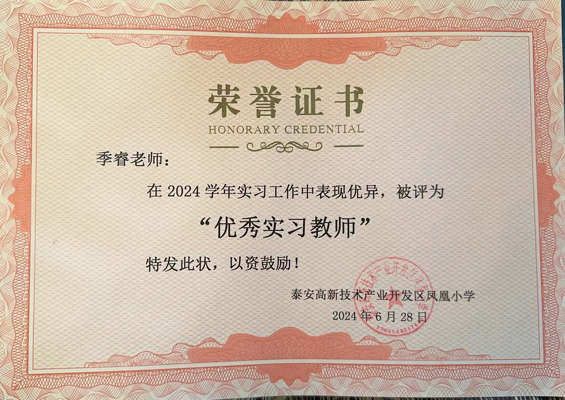 荣誉证书
HONORARY CREDENTIAL
季睿老师：
在 2024 学年实习工作中表现优异，被评为
“优秀实习教师”
特发此状，以资鼓励！
泰安高新技术产业开发区凤凰小学
2024 年 6 月 28 日